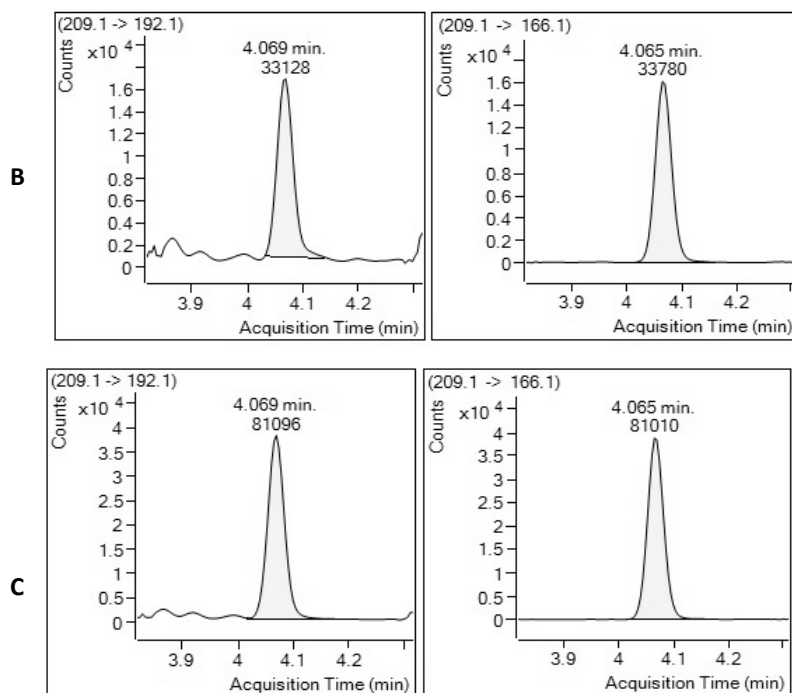 B
(209.1 -> 192.1)
Counts
x10 4
4.069 min.
33128
1.6
1.4
1.2
1
0.8
0.6
0.4
0.2
0
3.9 4 4.1 4.2
Acquisition Time (min)
(209.1 -> 166.1)
Counts
x10 4
4.065 min.
33780
1.6
1.4
1.2
1
0.8
0.6
0.4
0.2
0
3.9 4 4.1 4.2
Acquisition Time (min)
C
(209.1 -> 192.1)
Counts
x10 4
4.069 min.
81096
4
3.5
3
2.5
2
1.5
1
0.5
0
3.9 4 4.1 4.2
Acquisition Time (min)
(209.1 -> 166.1)
Counts
x10 4
4.065 min.
81010
4
3.5
3
2.5
2
1.5
1
0.5
0
3.9 4 4.1 4.2
Acquisition Time (min)